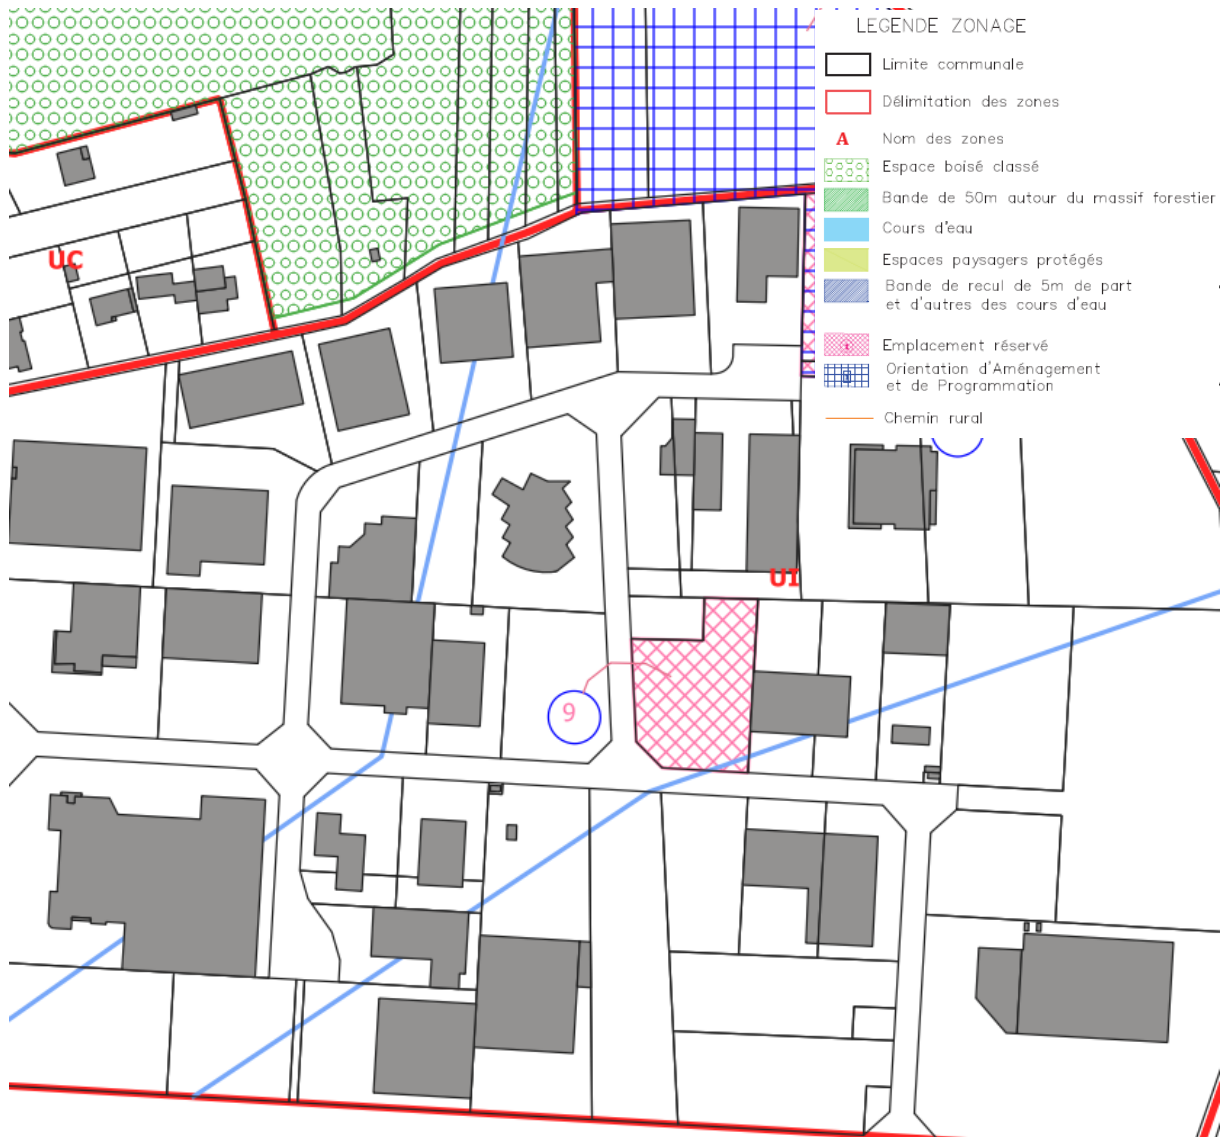 LEGENDE ZONAGE
Limite communale
Délimitation des zones
A Nom des zones
Espace boisé classé
Bande de 50m autour du massif forestier
Cours d'eau
Espaces paysagers protégés
Bande de recul de 5m de part
et d'autres des cours d'eau
Emplacement réservé
Orientation d'Aménagement
et de Programmation
Chemin rural
UC
UI
9